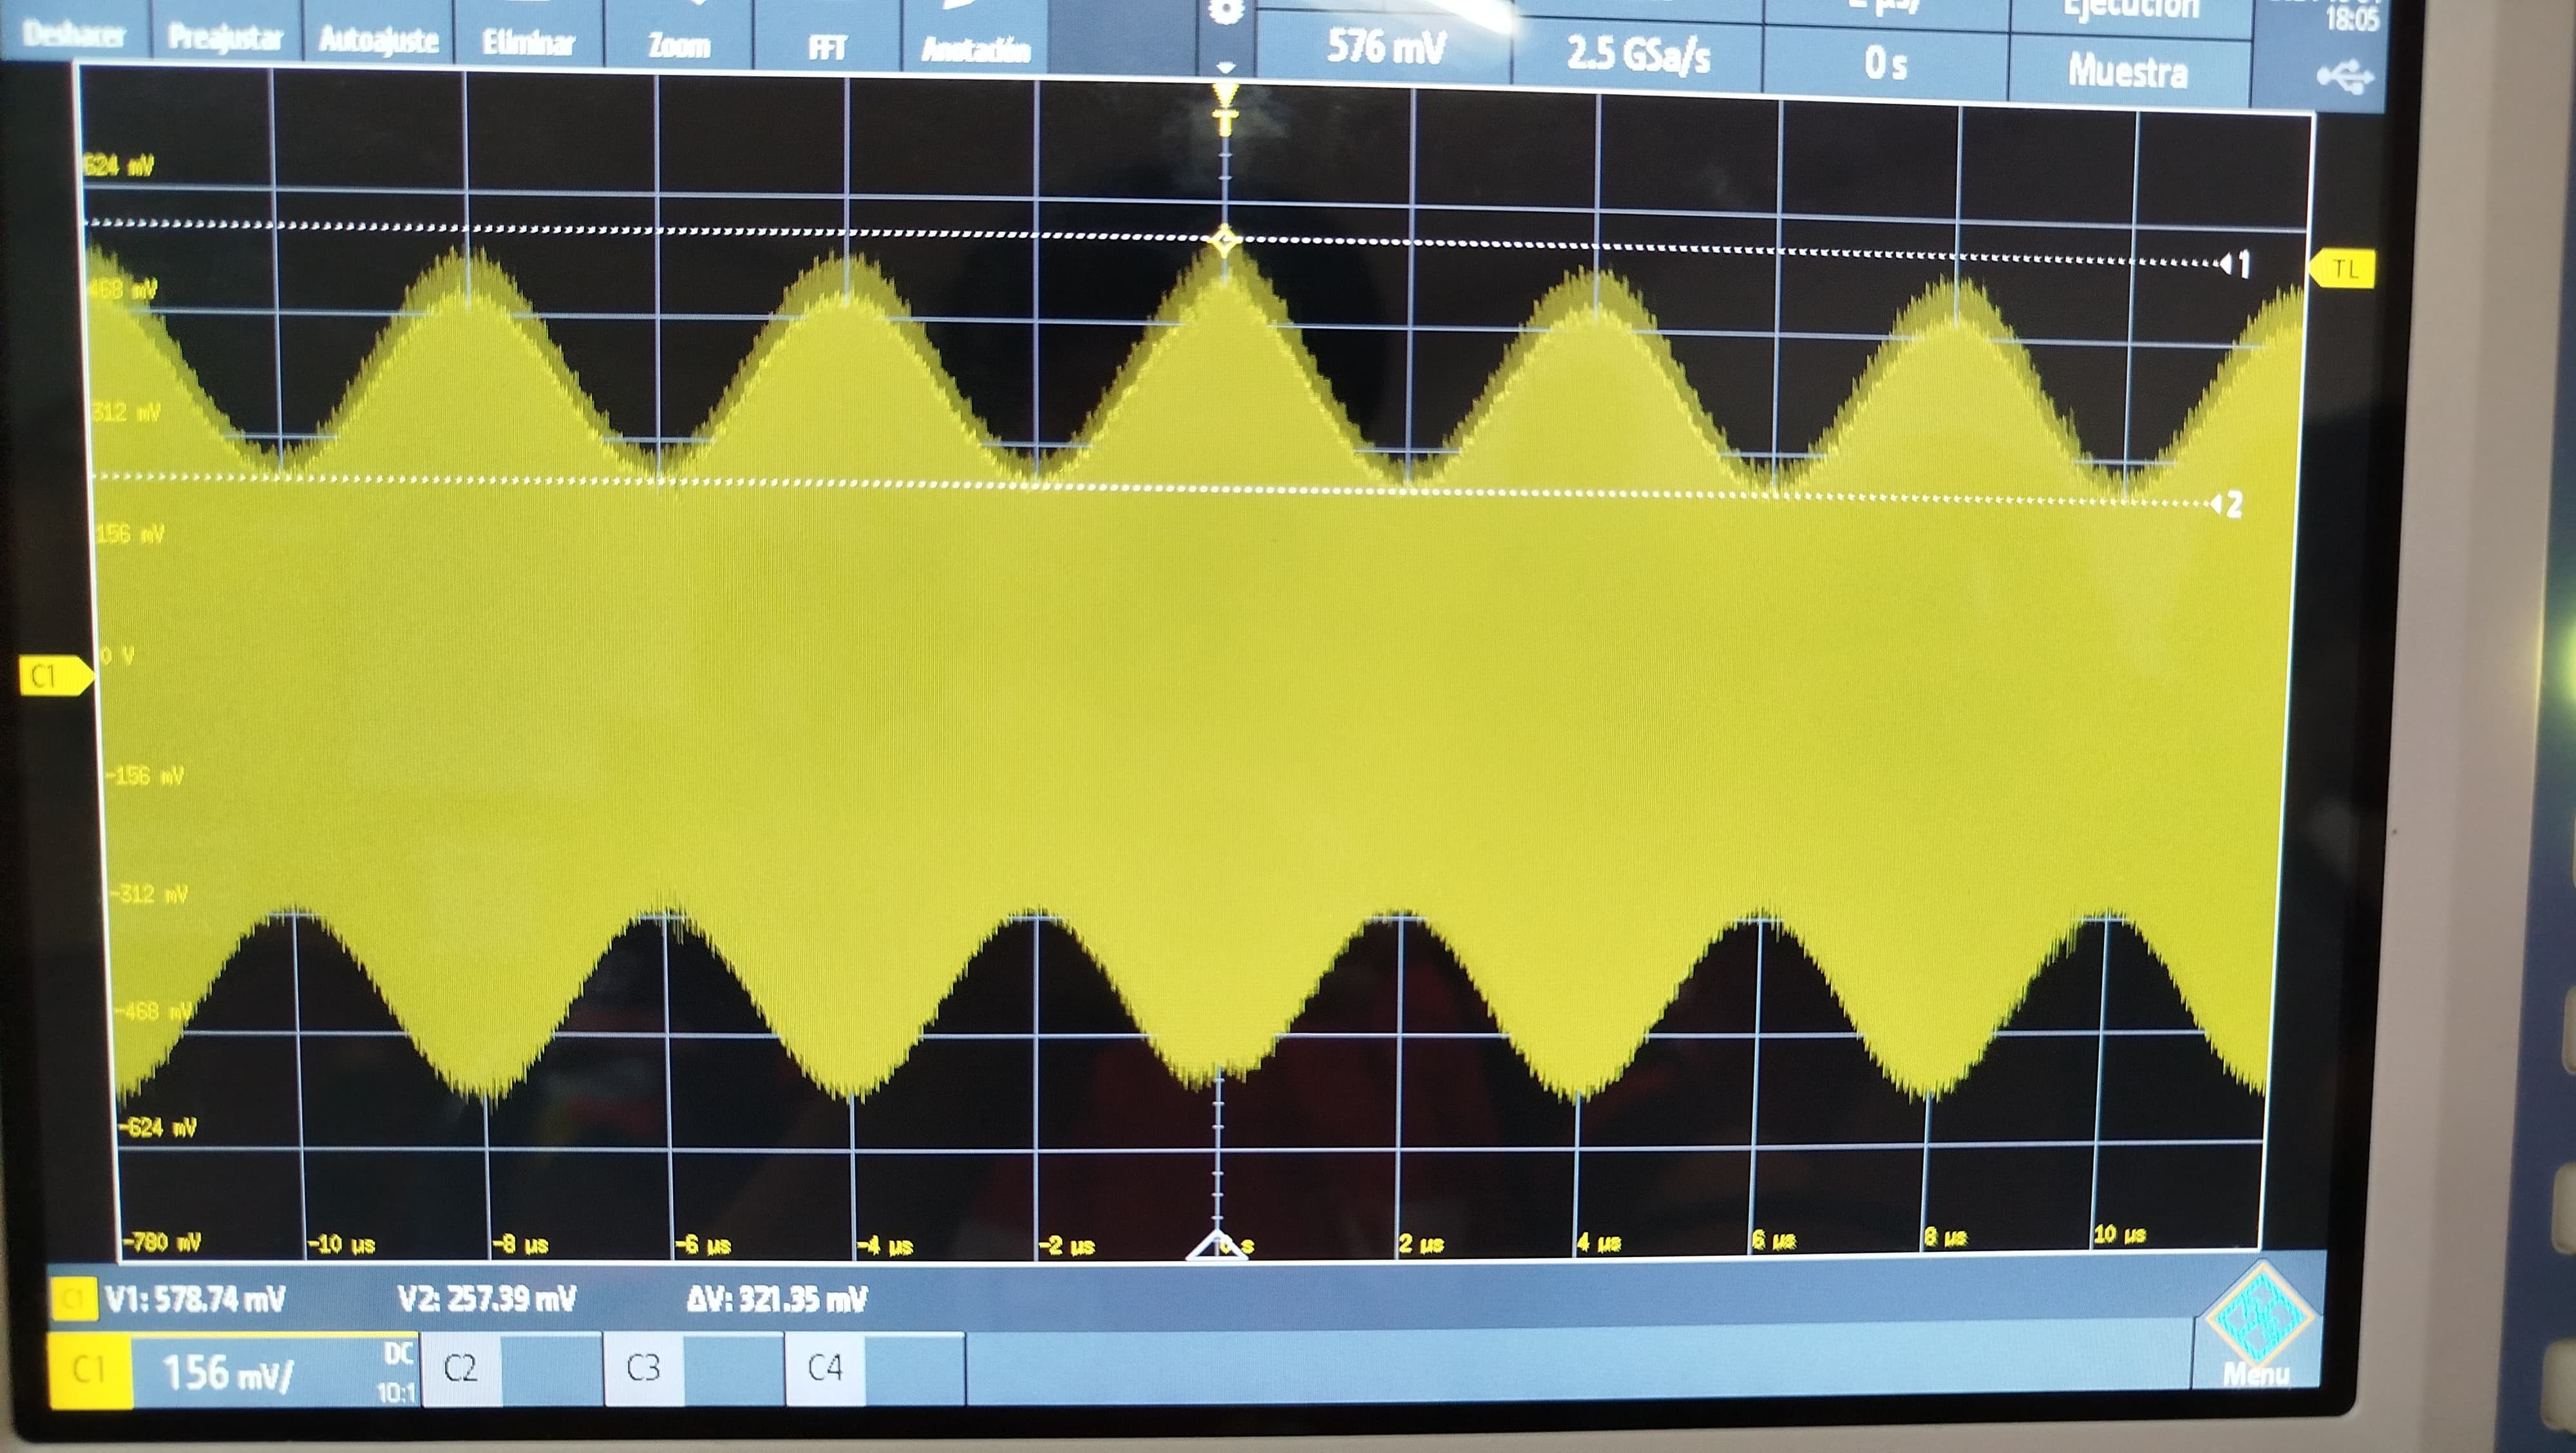 Deshacer Preajustar Autoajuste Eliminar Zoom FFT Anotación 576 mV 2.5 GSa/s 0 s Ejecución Muestra 18:05
T
624 mV
1
TL
468 mV
312 mV
2
156 mV
C1
0 V
-156 mV
-312 mV
-468 mV
-624 mV
-780 mV -10 µs -8 µs -6 µs -4 µs -2 µs 0 s 2 µs 4 µs 6 µs 8 µs 10 µs
C1 V1: 578.74 mV V2: 257.39 mV ΔV: 321.35 mV
C1 156 mV/ DC 10:1 C2 C3 C4 Menu